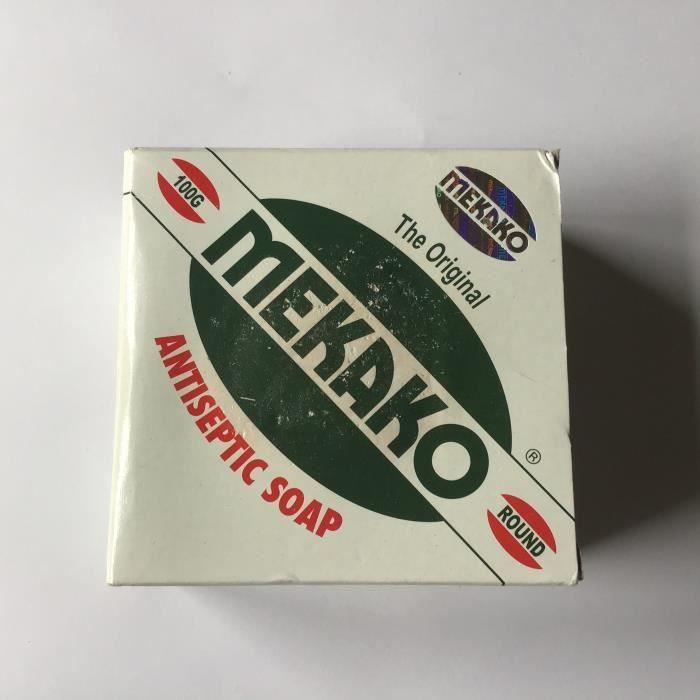 100G
MEKAKO
The Original
MEKAKO
®
ANTISEPTIC SOAP
ROUND